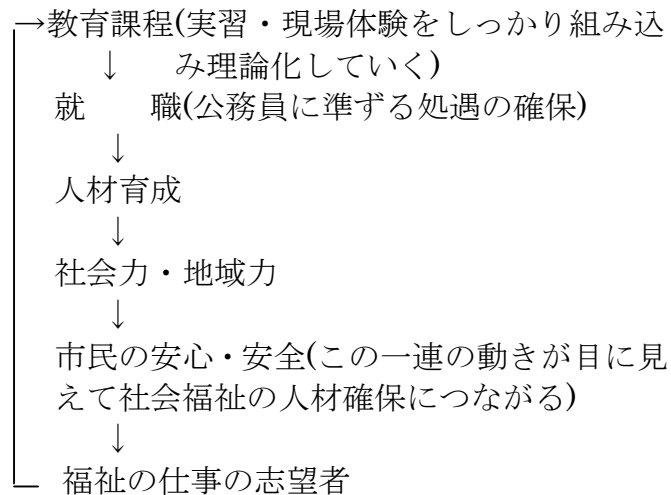 →教育課程(実習・現場体験をしっかり組み込
↓ み理論化していく)
就 職(公務員に準ずる処遇の確保)
↓
人材育成
↓
社会力・地域力
↓
市民の安心・安全(この一連の動きが目に見
えて社会福祉の人材確保につながる)
↓
福祉の仕事の志望者